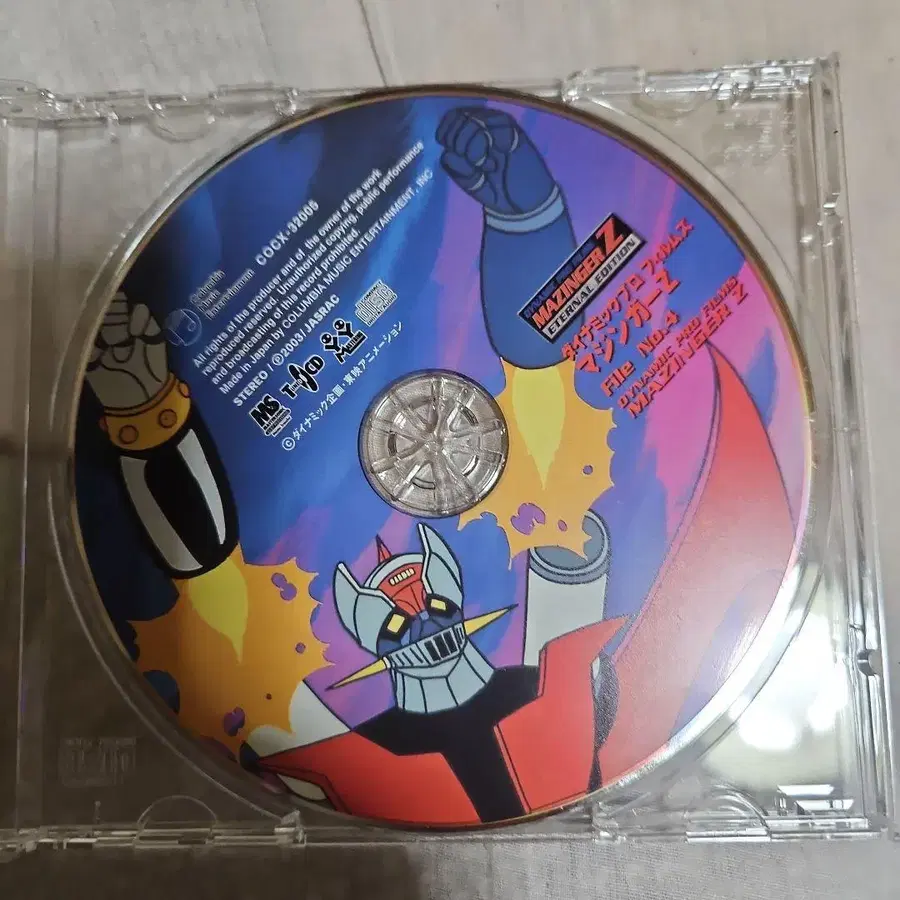 Columbia
Music
Entertainment
COCX-32005
All rights of the producer and of the owner of the work
reproduced reserved. Unauthorized copying, public performance
and broadcasting of this record prohibited.
Made in Japan by COLUMBIA MUSIC ENTERTAINMENT, INC
STEREO / Ⓟ2003/ JASRAC
MS
©ダイナミック企画・東映アニメーション
MAZINGER Z
ETERNAL EDITION
ダイナミックプロ フィルムズ
マジンガーZ
File No.4
DYNAMIC PRO FILMS
MAZINGER Z